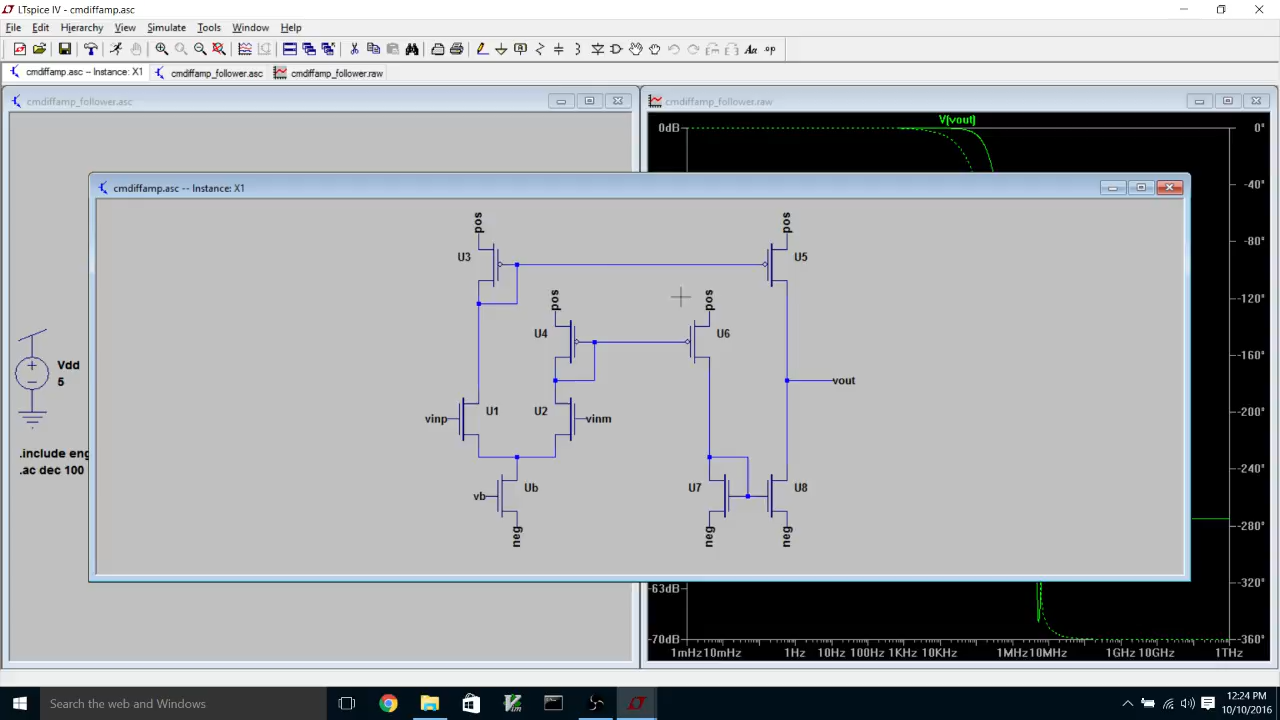 LTspice IV - cmdiffamp.asc
File Edit Hierarchy View Simulate Tools Window Help
Aa .op
cmdiffamp.asc -- Instance: X1 cmdiffamp_follower.asc cmdiffamp_follower.raw
cmdiffamp_follower.asc
cmdiffamp_follower.raw
V(vout)
0dB 0°
-40°
cmdiffamp.asc -- Instance: X1
-80°
-120°
-160°
-200°
-240°
-280°
-320°
pos pos
U3 U5
pos pos
U4 U6
Vdd
5
vout
U1 U2
vinp vinm
.include eng
.ac dec 100
vb Ub U7 U8
neg neg neg
-63dB
-70dB -360°
1mHz 10mHz 1Hz 10Hz 100Hz 1KHz 10KHz 1MHz 10MHz 1GHz 10GHz 1THz
Search the web and Windows
12:24 PM
10/10/2016